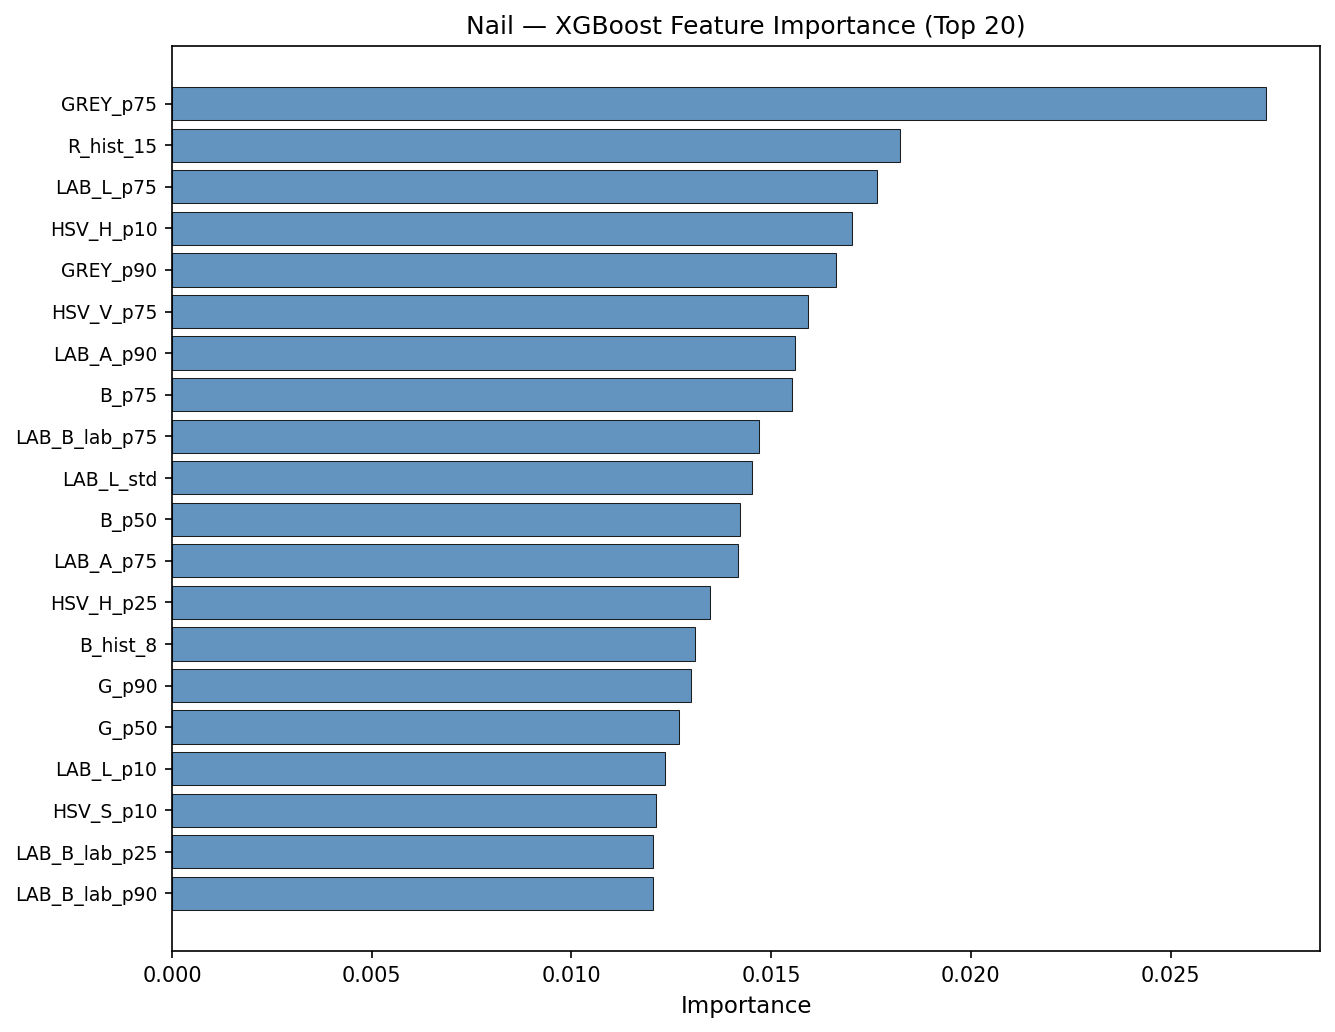 Nail — XGBoost Feature Importance (Top 20)
GREY_p75
R_hist_15
LAB_L_p75
HSV_H_p10
GREY_p90
HSV_V_p75
LAB_A_p90
B_p75
LAB_B_lab_p75
LAB_L_std
B_p50
LAB_A_p75
HSV_H_p25
B_hist_8
G_p90
G_p50
LAB_L_p10
HSV_S_p10
LAB_B_lab_p25
LAB_B_lab_p90
0.000 0.005 0.010 0.015 0.020 0.025
Importance